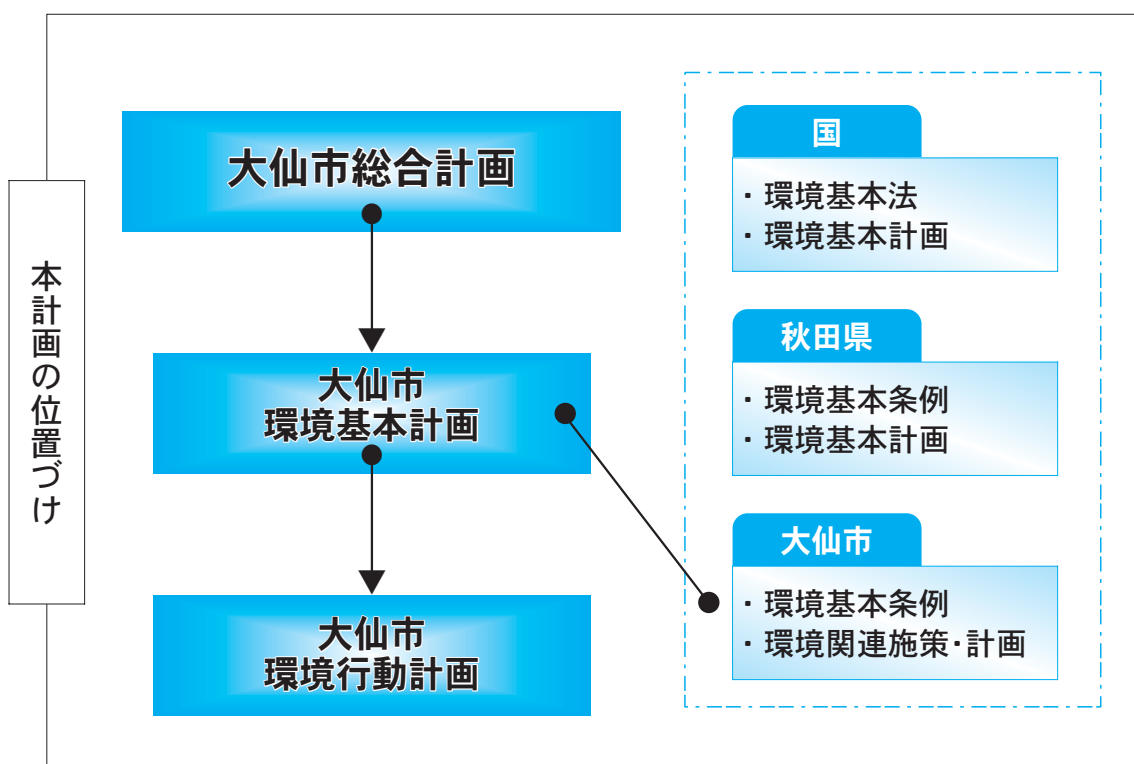 本計画の位置づけ
大仙市総合計画
大仙市
環境基本計画
大仙市
環境行動計画
国
・環境基本法
・環境基本計画
秋田県
・環境基本条例
・環境基本計画
大仙市
・環境基本条例
・環境関連施策・計画